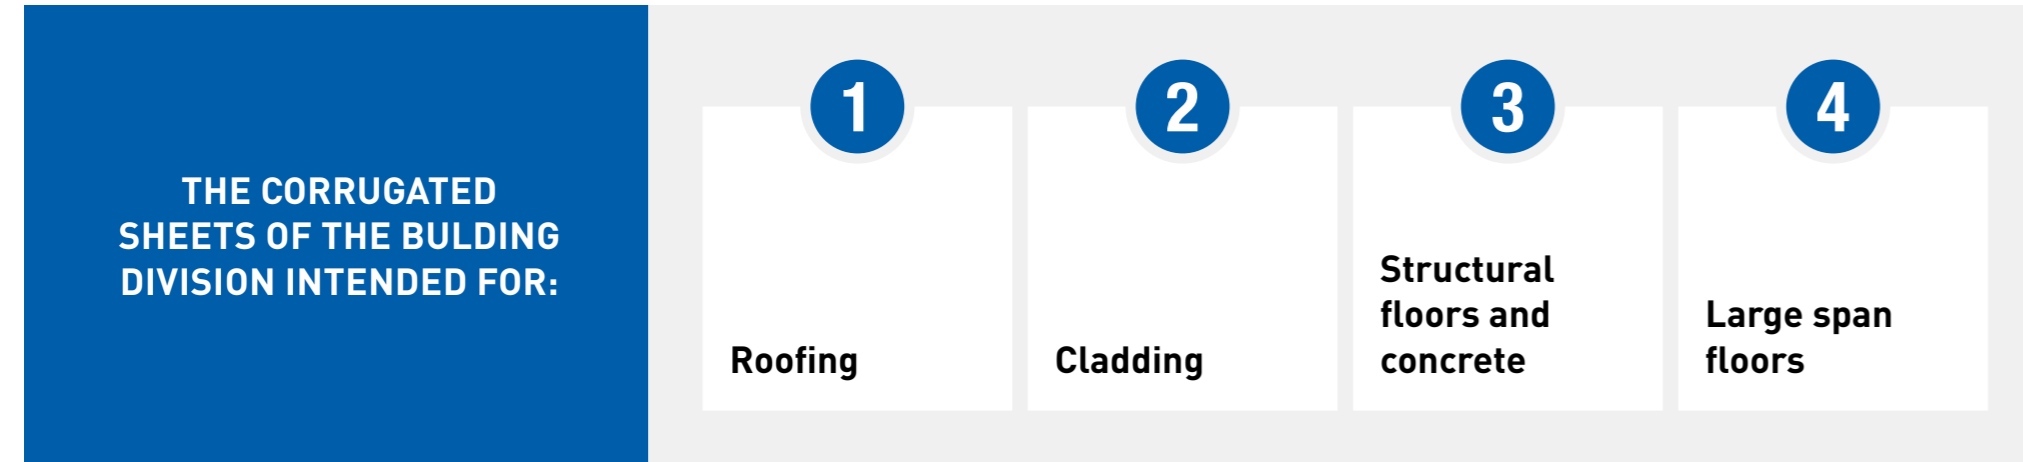 THE CORRUGATED
SHEETS OF THE BULDING
DIVISION INTENDED FOR:
1
Roofing
2
Cladding
3
Structural
floors and
concrete
4
Large span
floors